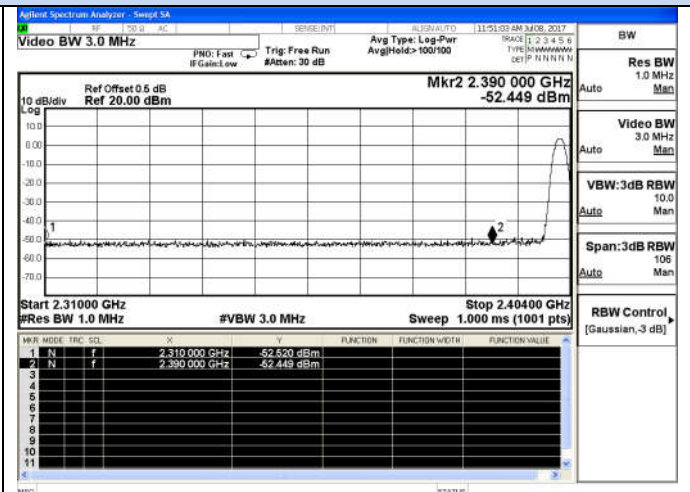 Agilent Spectrum Analyzer - Swept SA
RF 50 Ω AC SENSE:INT ALIGN AUTO 11:51:03 AM Jul 08, 2017
Video BW 3.0 MHz
PNO: Fast
IFGain:Low
Trig: Free Run
#Atten: 30 dB
Avg Type: Log-Pwr
Avg|Hold:>100/100
TRACE 1 2 3 4 5 6
TYPE MWWWWW
DET P N N N N N
Ref Offset 0.5 dB
10 dB/div Ref 20.00 dBm
Log
Mkr2 2.390 000 GHz
-52.449 dBm
10.0
0.00
-10.0
-20.0
-30.0
-40.0
-50.0
-60.0
-70.0
1
2
Start 2.31000 GHz Stop 2.40400 GHz
#Res BW 1.0 MHz #VBW 3.0 MHz Sweep 1.000 ms (1001 pts)
MKR MODE TRC SCL X Y FUNCTION FUNCTION WIDTH FUNCTION VALUE
1 N f 2.310 000 GHz -52.520 dBm
2 N f 2.390 000 GHz -52.449 dBm
3
4
5
6
7
8
9
10
11
MSG STATUS
BW
Res BW
1.0 MHz
Auto Man
Video BW
3.0 MHz
Auto Man
VBW:3dB RBW
10.0
Auto Man
Span:3dB RBW
106
Auto Man
RBW Control
[Gaussian,-3 dB]